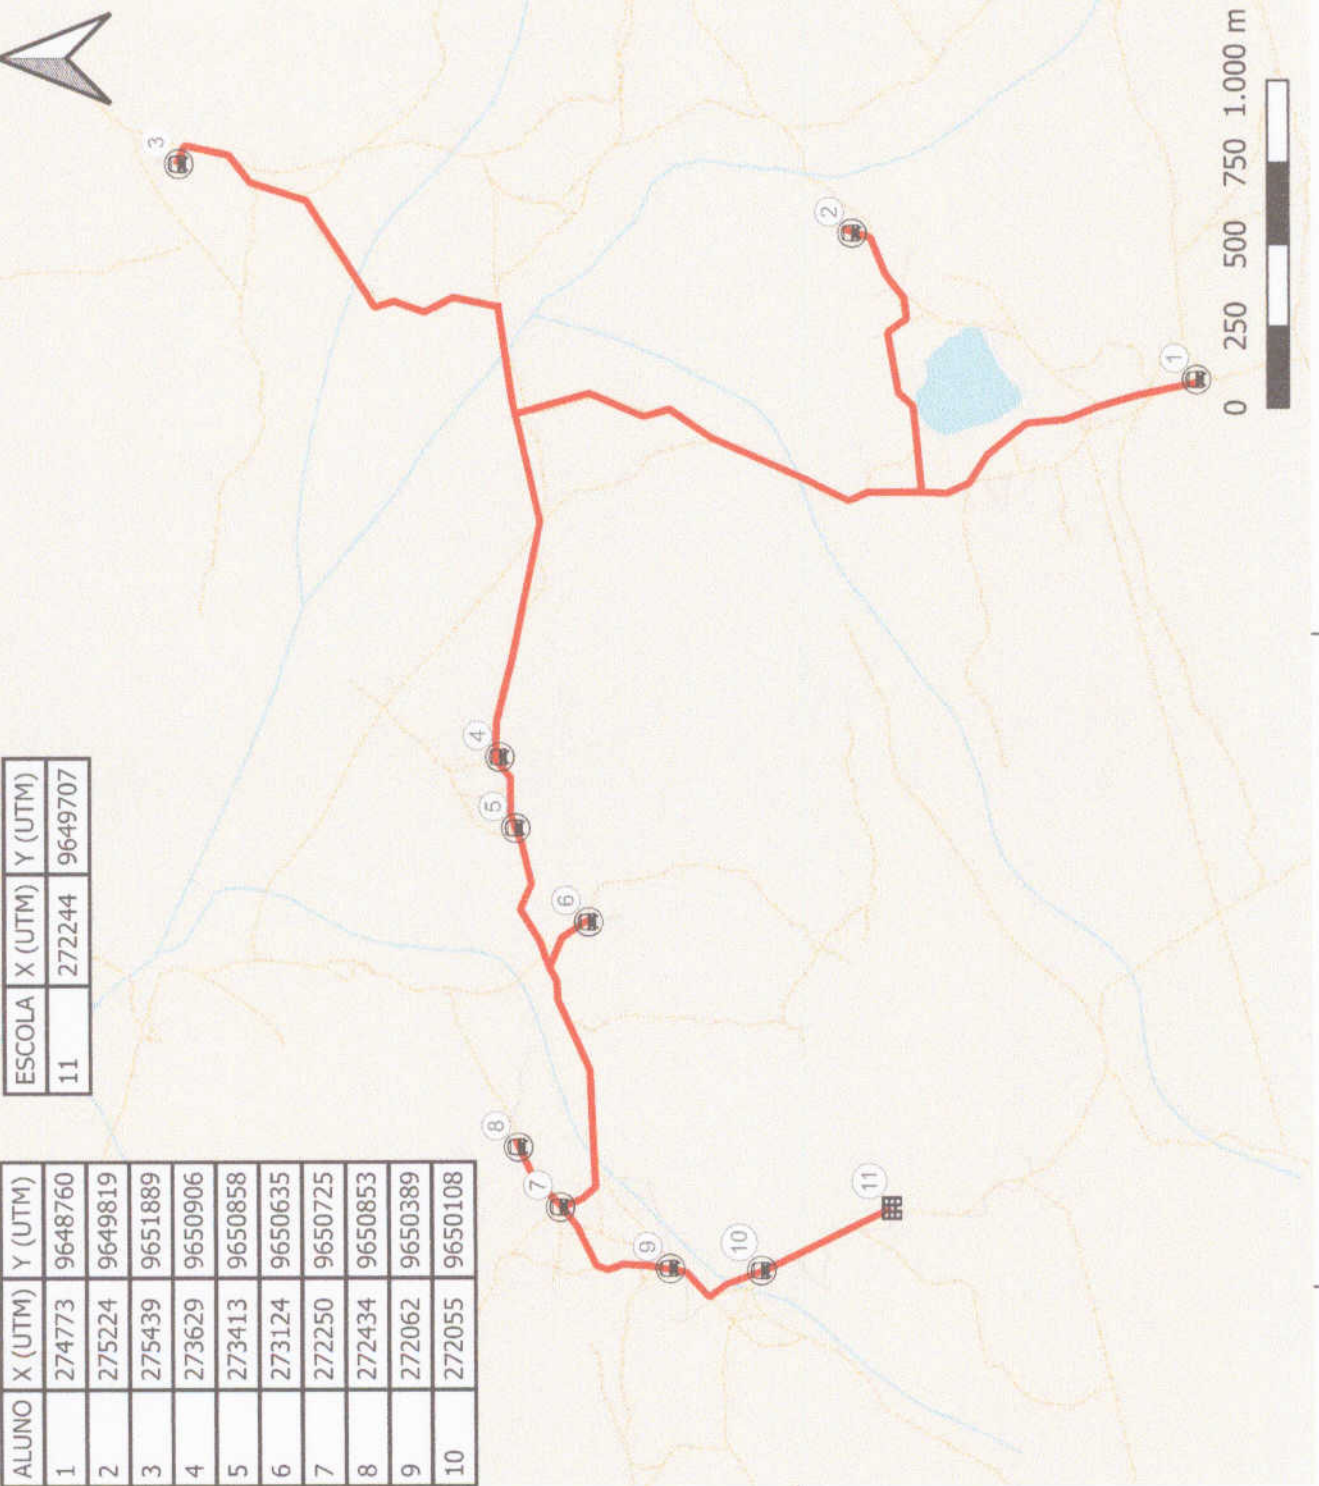 ALUNO X (UTM) Y (UTM)
1 274773 9648760
2 275224 9649819
3 275439 9651889
4 273629 9650906
5 273413 9650858
6 273124 9650635
7 272250 9650725
8 272434 9650853
9 272062 9650389
10 272055 9650108
ESCOLA X (UTM) Y (UTM)
11 272244 9649707
3
8
7
4
5
6
2
9
10
11
1
0 250 500 750 1.000 m